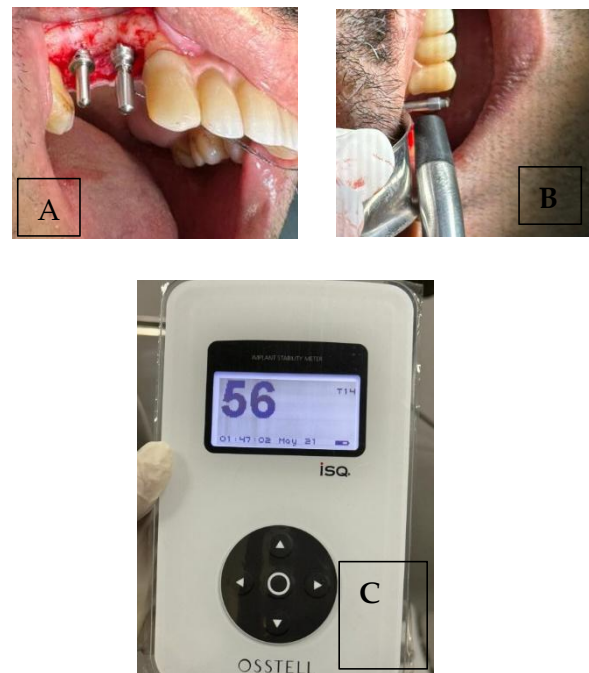 A
B
IMPLANT STABILITY METER
56
T14
01:47:02 May 21
isq
C
OSSTELL